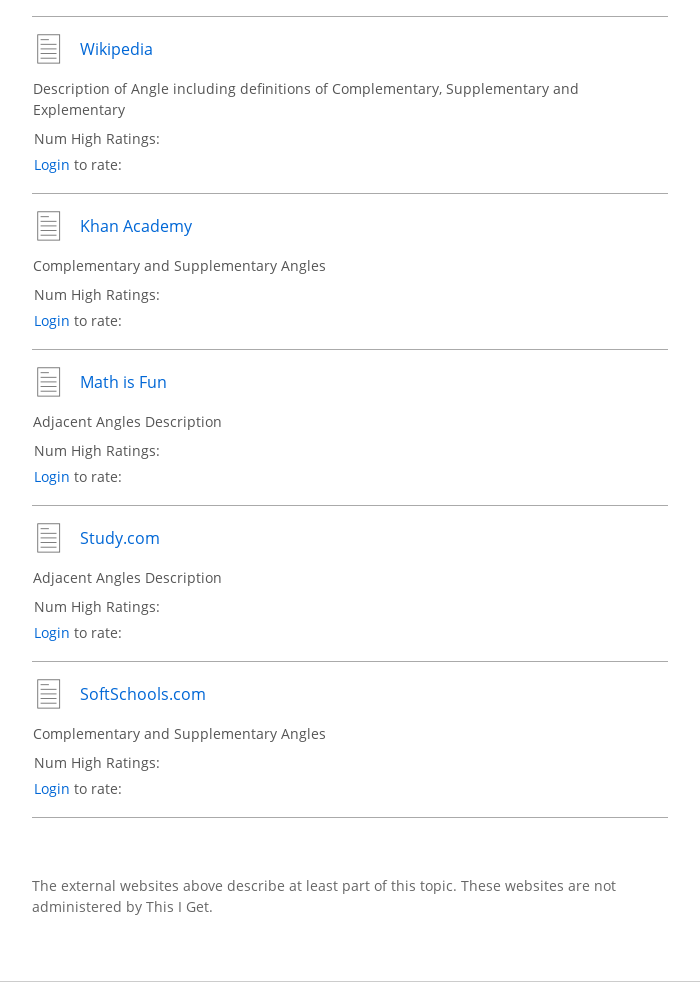 Wikipedia
Description of Angle including definitions of Complementary, Supplementary and
Explementary
Num High Ratings:
Login to rate:
Khan Academy
Complementary and Supplementary Angles
Num High Ratings:
Login to rate:
Math is Fun
Adjacent Angles Description
Num High Ratings:
Login to rate:
Study.com
Adjacent Angles Description
Num High Ratings:
Login to rate:
SoftSchools.com
Complementary and Supplementary Angles
Num High Ratings:
Login to rate:
The external websites above describe at least part of this topic. These websites are not
administered by This I Get.